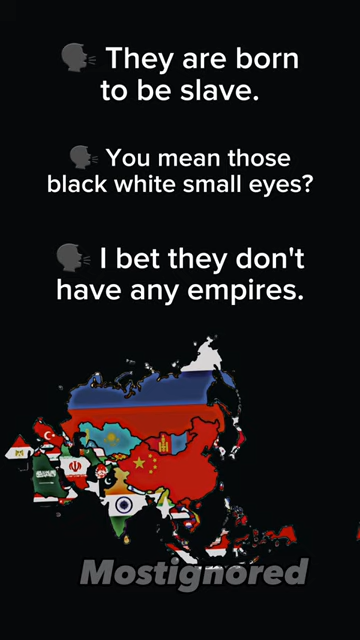 They are born
to be slave.
You mean those
black white small eyes?
I bet they don't
have any empires.
Mostignored